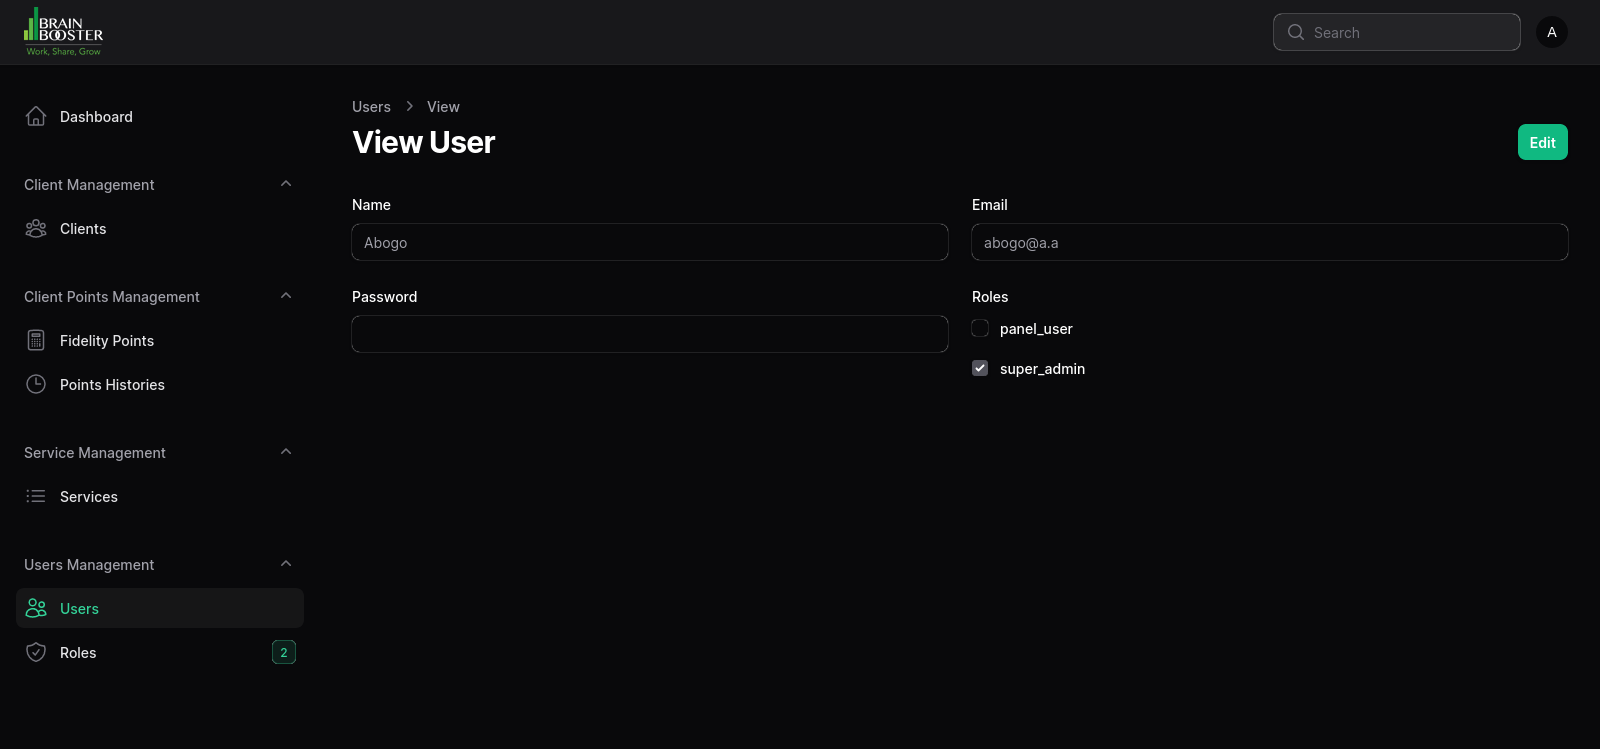 BRAIN
BOOSTER
Work, Share, Grow
Search
A
Dashboard
Client Management
Clients
Client Points Management
Fidelity Points
Points Histories
Service Management
Services
Users Management
Users
Roles 2
Users View
View User
Edit
Name
Abogo
Email
abogo@a.a
Password
Roles
panel_user
super_admin